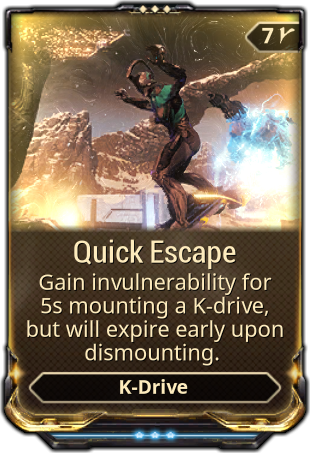 7
Quick Escape
Gain invulnerability for
5s mounting a K-drive,
but will expire early upon
dismounting.
K-Drive